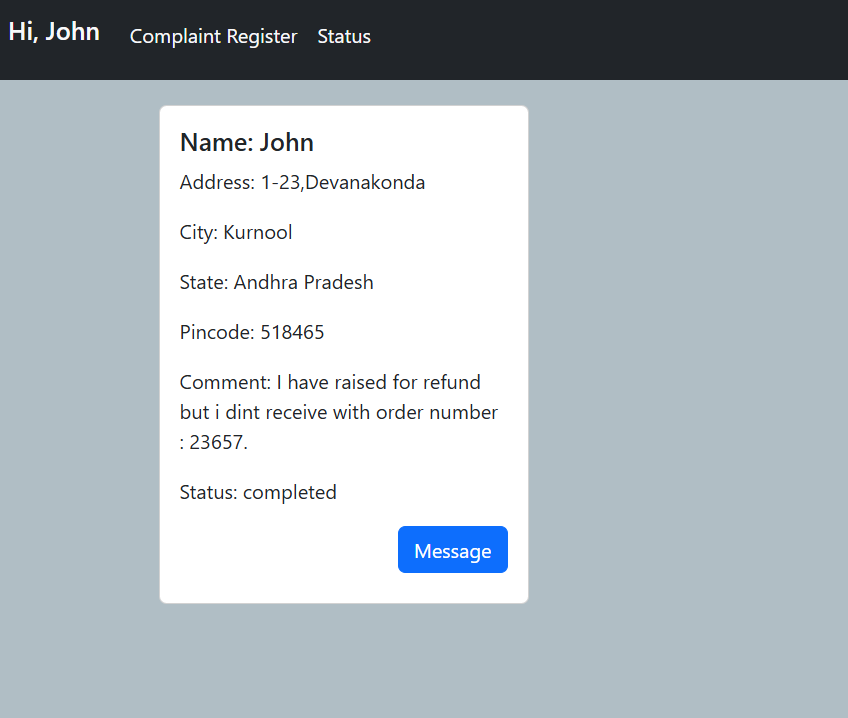 Hi, John Complaint Register Status
Name: John
Address: 1-23,Devanakonda
City: Kurnool
State: Andhra Pradesh
Pincode: 518465
Comment: I have raised for refund
but i dint receive with order number
: 23657.
Status: completed
Message